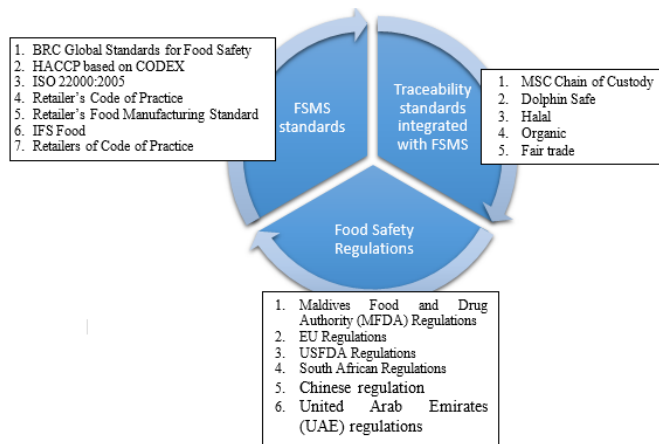 1. BRC Global Standards for Food Safety
2. HACCP based on CODEX
3. ISO 22000:2005
4. Retailer's Code of Practice
5. Retailer's Food Manufacturing Standard
6. IFS Food
7. Retailers of Code of Practice
FSMS
standards
Traceability
standards
integrated
with FSMS
1. MSC Chain of Custody
2. Dolphin Safe
3. Halal
4. Organic
5. Fair trade
Food Safety
Regulations
1. Maldives Food and Drug
Authority (MFDA) Regulations
2. EU Regulations
3. USFDA Regulations
4. South African Regulations
5. Chinese regulation
6. United Arab Emirates
(UAE) regulations